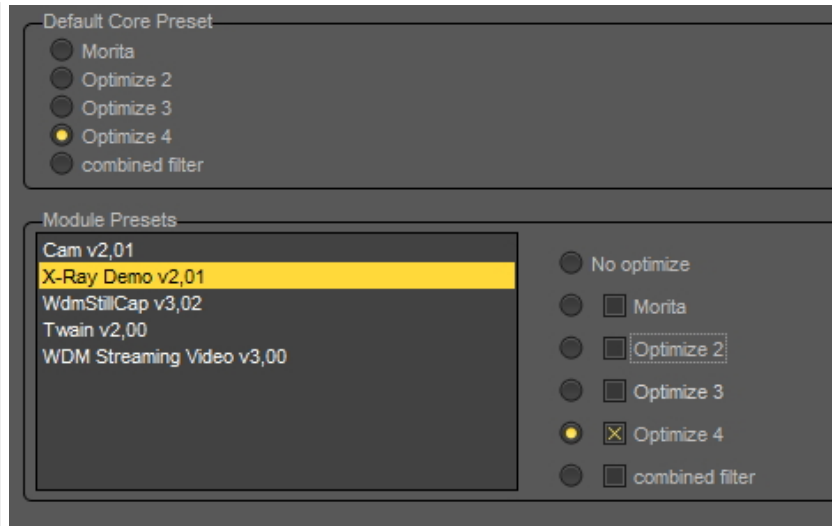 Default Core Preset
Morita
Optimize 2
Optimize 3
Optimize 4
combined filter
Module Presets
Cam v2,01
X-Ray Demo v2,01
WdmStillCap v3,02
Twain v2,00
WDM Streaming Video v3,00
No optimize
Morita
Optimize 2
Optimize 3
Optimize 4
combined filter